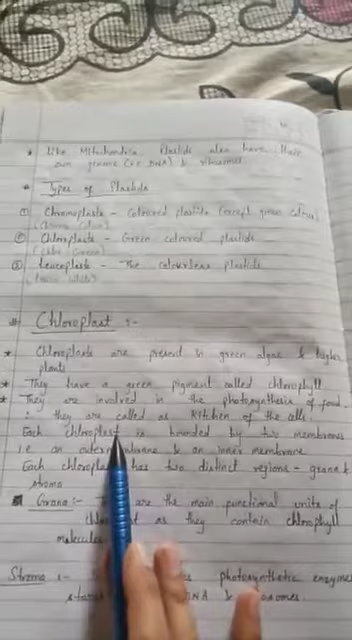 * Like Mitochondria, Plastids also have their
own genome (i.e. DNA) & ribosomes.
* Types of Plastids
① Chromoplasts - Coloured plastids (except green colour)
② Chloroplasts - Green coloured plastids
③ Leucoplasts - The colourless plastids
# Chloroplast :-
* Chloroplasts are present in green algae & higher
plants
* They have a green pigment called chlorophyll
* They are involved in the photosynthesis of food.
∴ they are called as kitchen of the cells.
Each chloroplast is bounded by two membranes
i.e an outer membrane & an inner membrane
Each chloroplast has two distinct regions - grana &
stroma
Grana :- are the main functional units of
as they contain chlorophyll
molecules
Stroma :- photosynthetic enzymes
DNA &